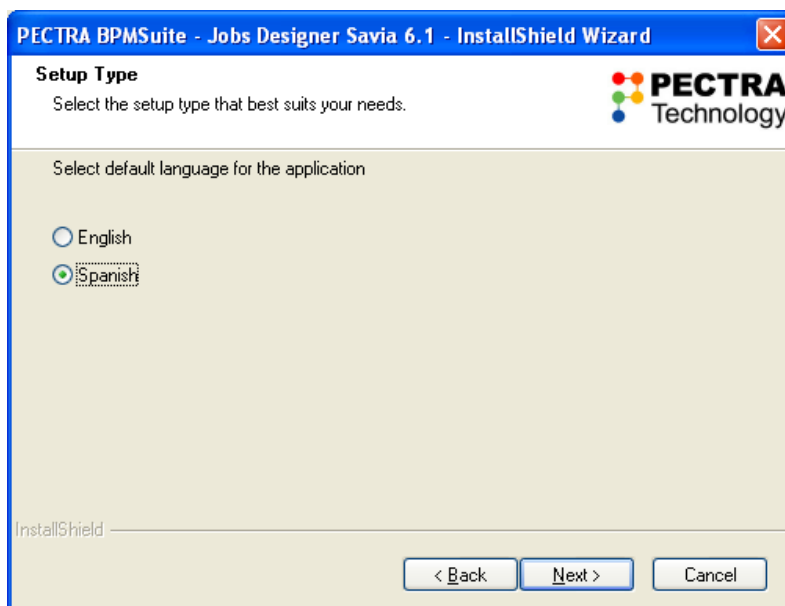 PECTRA BPMSuite - Jobs Designer Savia 6.1 - InstallShield Wizard
Setup Type
Select the setup type that best suits your needs.
PECTRA
Technology
Select default language for the application
English
Spanish
InstallShield
< Back
Next >
Cancel